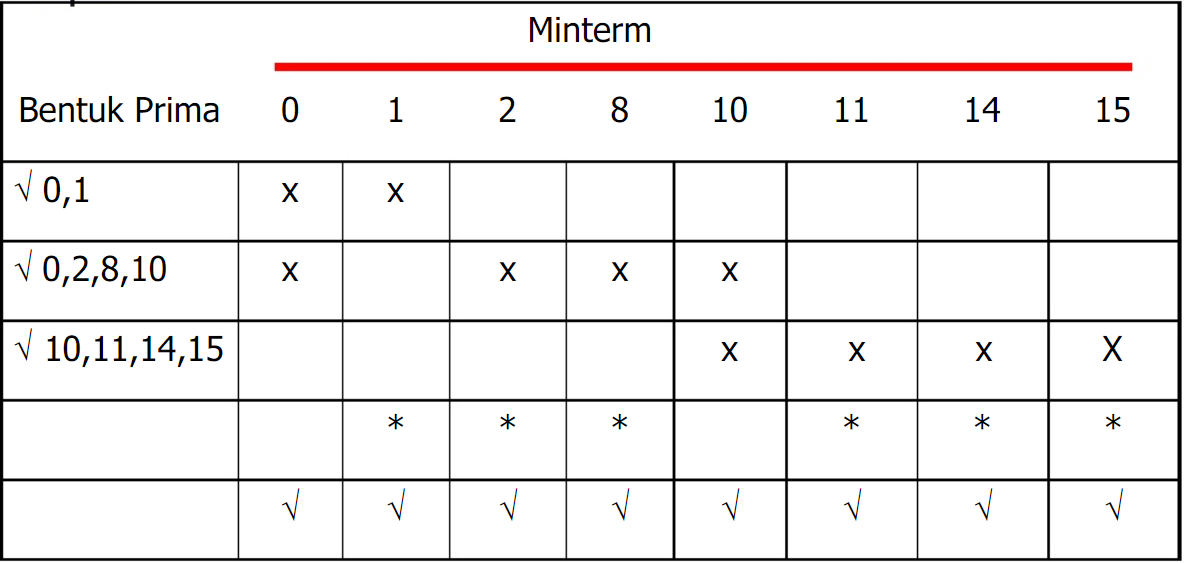 Minterm
Bentuk Prima 0 1 2 8 10 11 14 15
√ 0,1 x x
√ 0,2,8,10 x x x x
√ 10,11,14,15 x x x X
* * * * * *
√ √ √ √ √ √ √ √